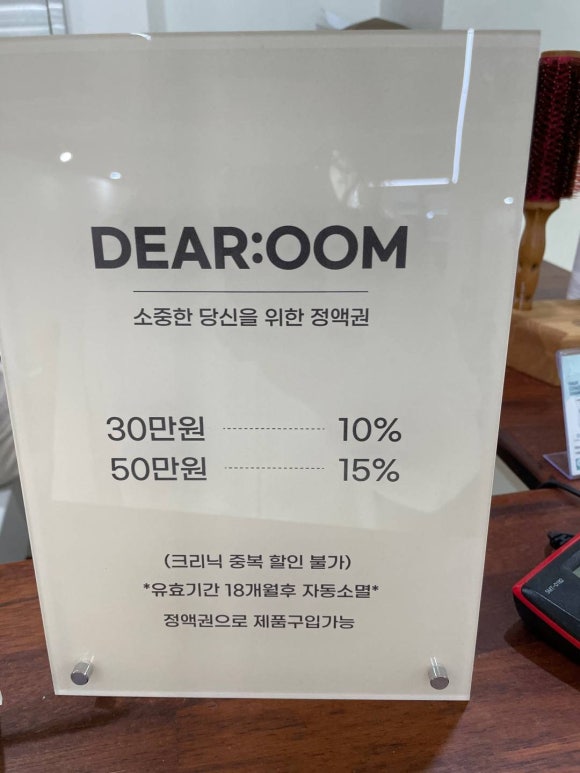 DEAR:OOM
소중한 당신을 위한 정액권
30만원 ---------- 10%
50만원 ---------- 15%
(크리닉 중복 할인 불가)
*유효기간 18개월후 자동소멸*
정액권으로 제품구입가능